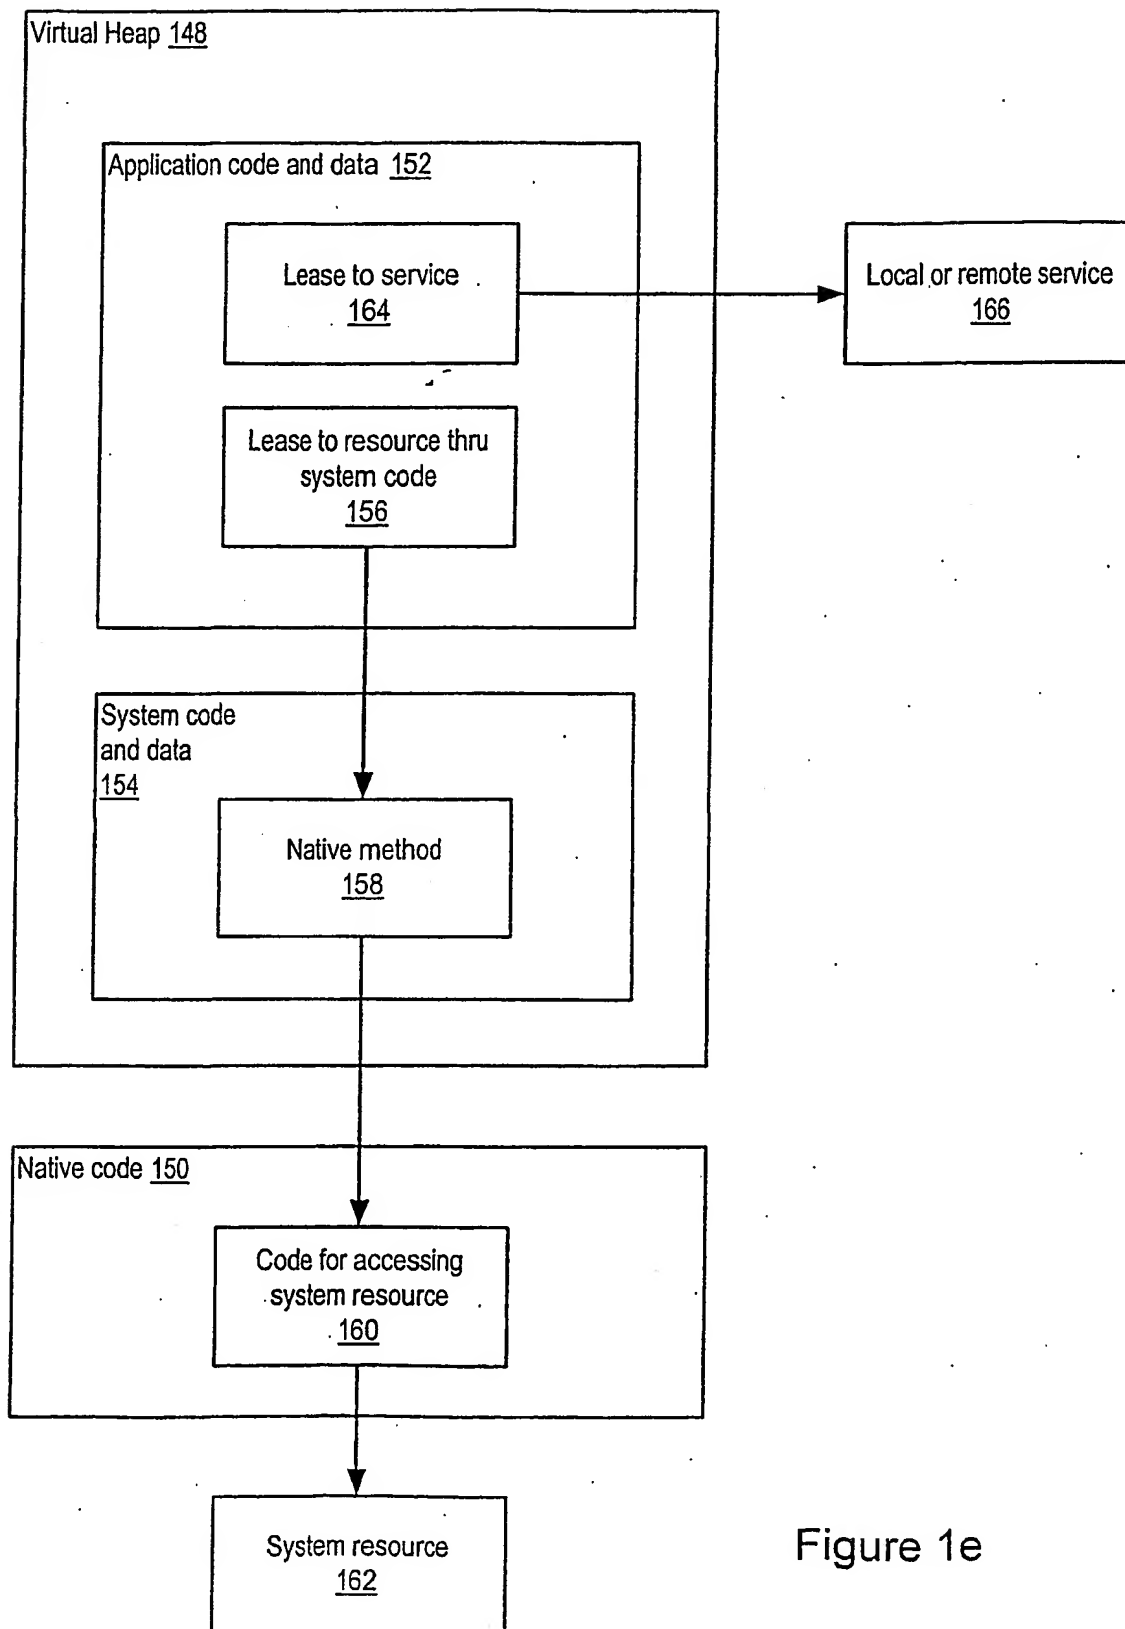 Virtual Heap 148
Application code and data 152
Lease to service
164
Local or remote service
166
Lease to resource thru
system code
156
System code
and data
154
Native method
158
Native code 150
Code for accessing
system resource
160
System resource
162
Figure 1e